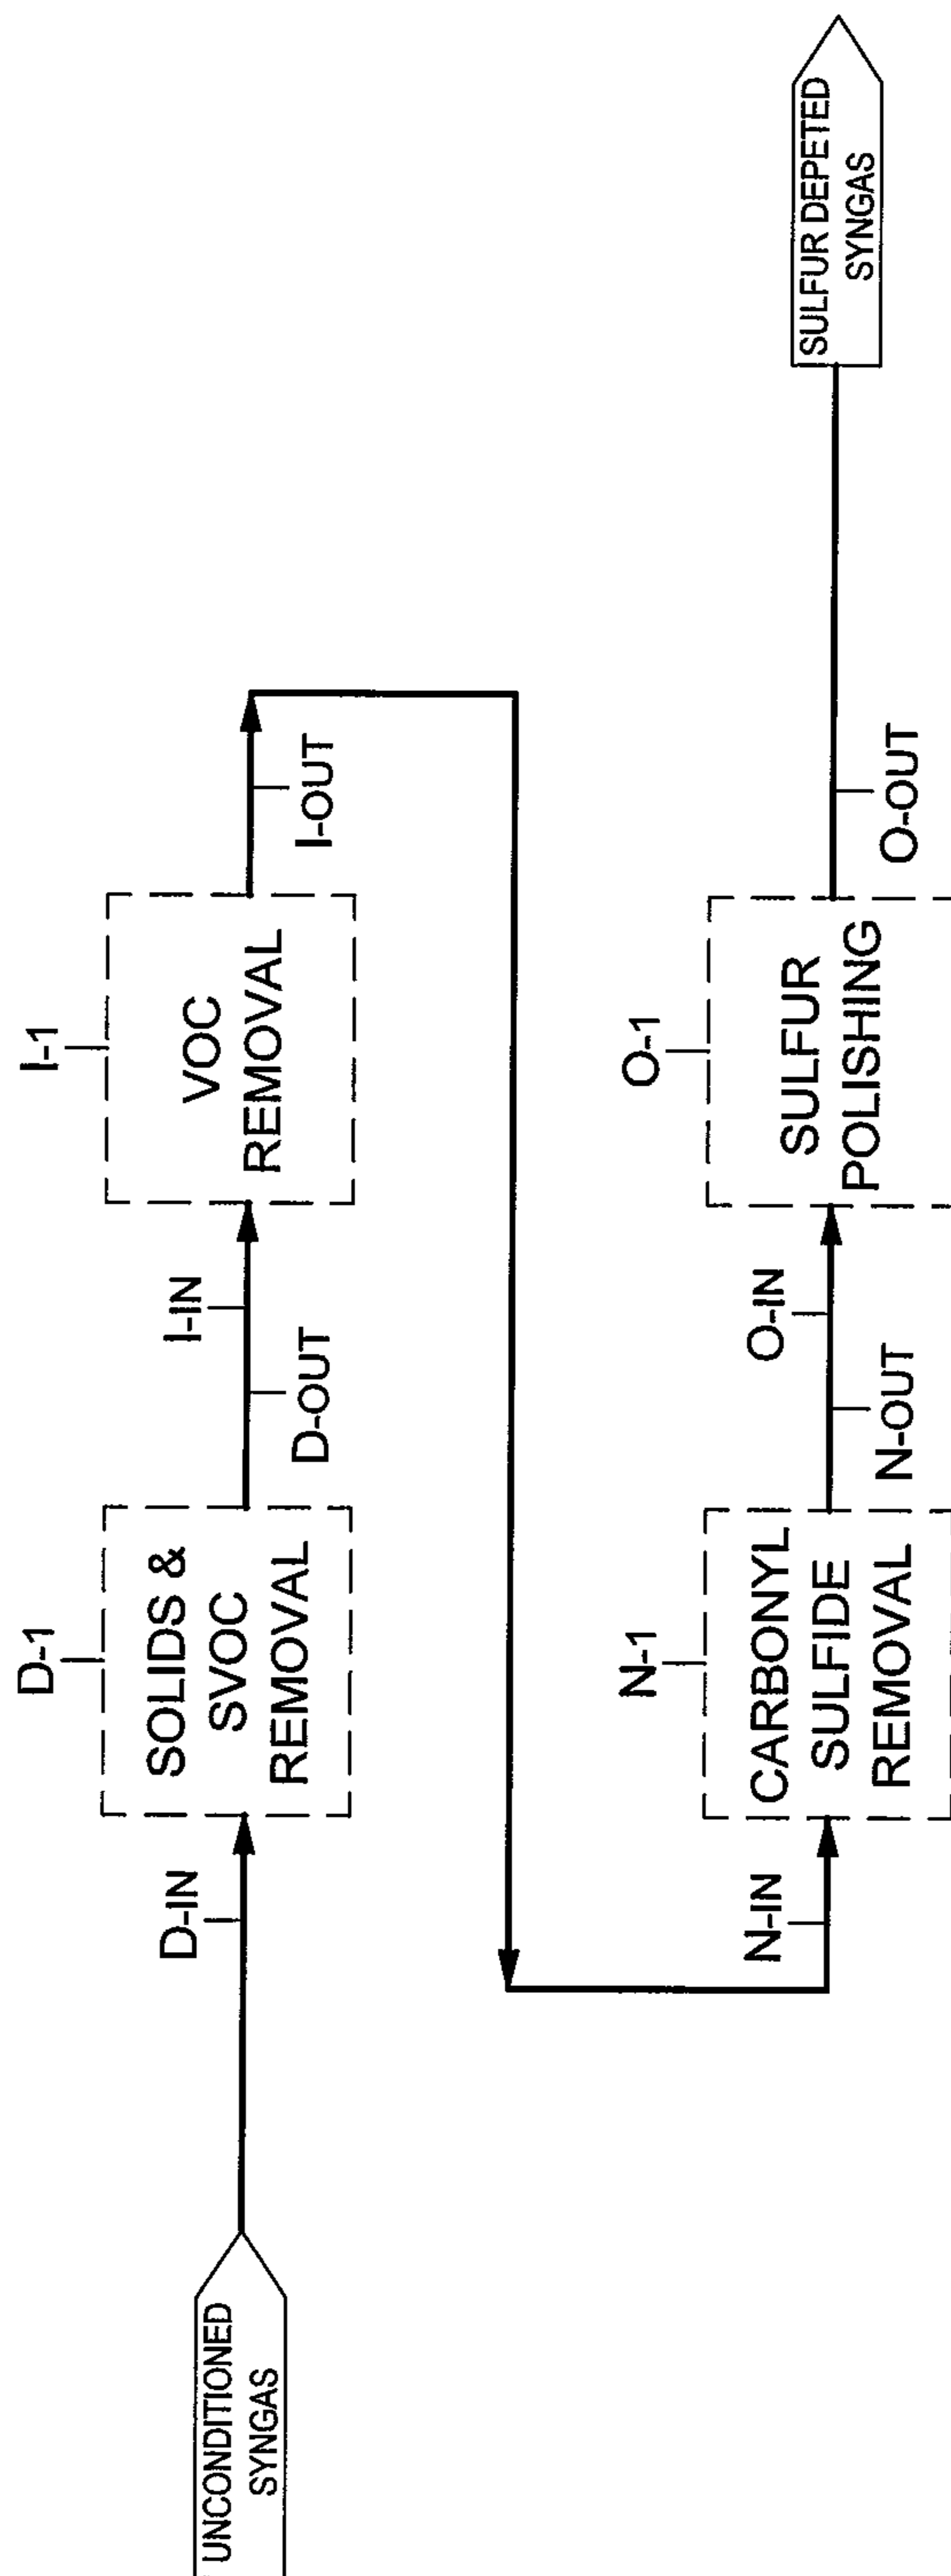 UNCONDITIONED
SYNGAS
D-IN
D-1
SOLIDS &
SVOC
REMOVAL
D-OUT
I-IN
I-1
VOC
REMOVAL
I-OUT
N-IN
N-1
CARBONYL
SULFIDE
REMOVAL
N-OUT
O-IN
O-1
SULFUR
POLISHING
O-OUT
SULFUR DEPETED
SYNGAS